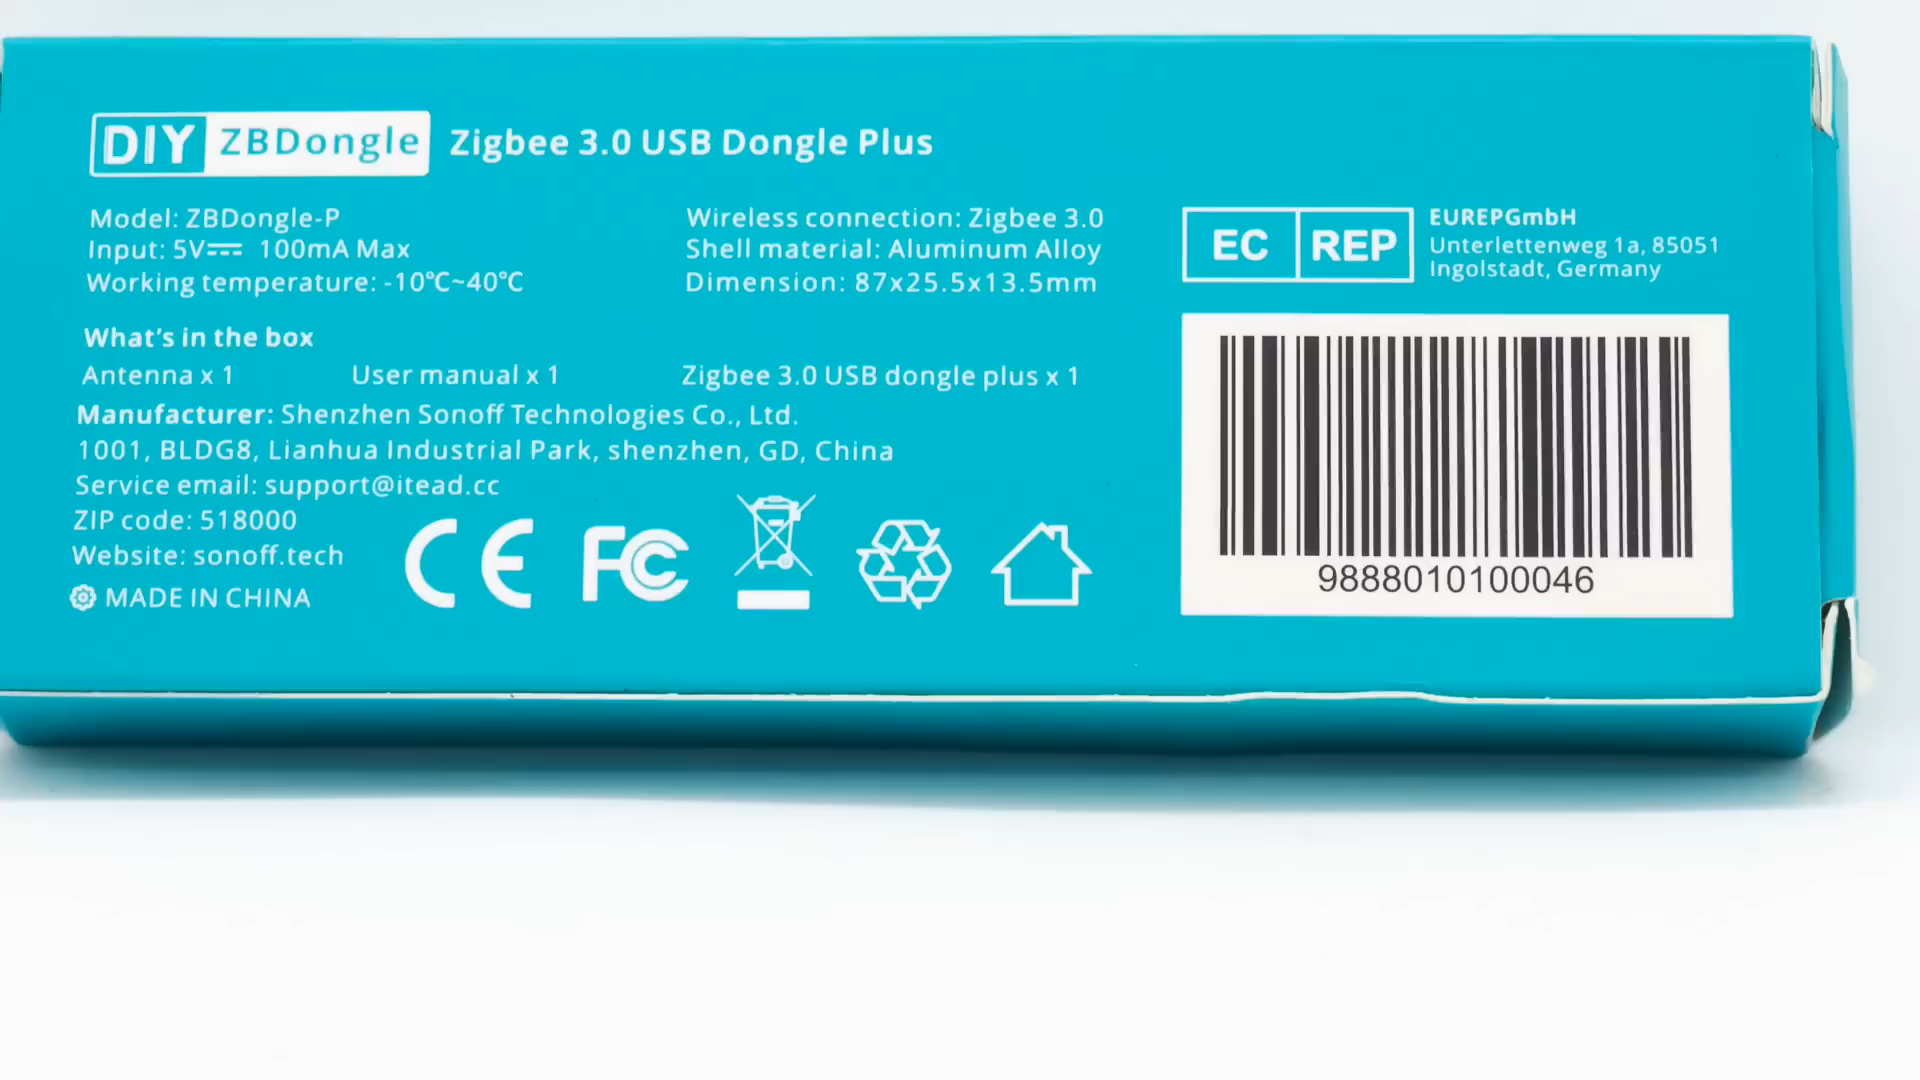 DIY ZBDongle Zigbee 3.0 USB Dongle Plus
Model: ZBDongle-P
Input: 5V⎓ 100mA Max
Working temperature: -10℃~40℃
Wireless connection: Zigbee 3.0
Shell material: Aluminum Alloy
Dimension: 87x25.5x13.5mm
What's in the box
Antenna x 1 User manual x 1 Zigbee 3.0 USB dongle plus x 1
Manufacturer: Shenzhen Sonoff Technologies Co., Ltd.
1001, BLDG8, Lianhua Industrial Park, shenzhen, GD, China
Service email: support@itead.cc
ZIP code: 518000
Website: sonoff.tech
MADE IN CHINA
CE FC
EC REP
EUREPGmbH
Unterlettenweg 1a, 85051
Ingolstadt, Germany
9888010100046